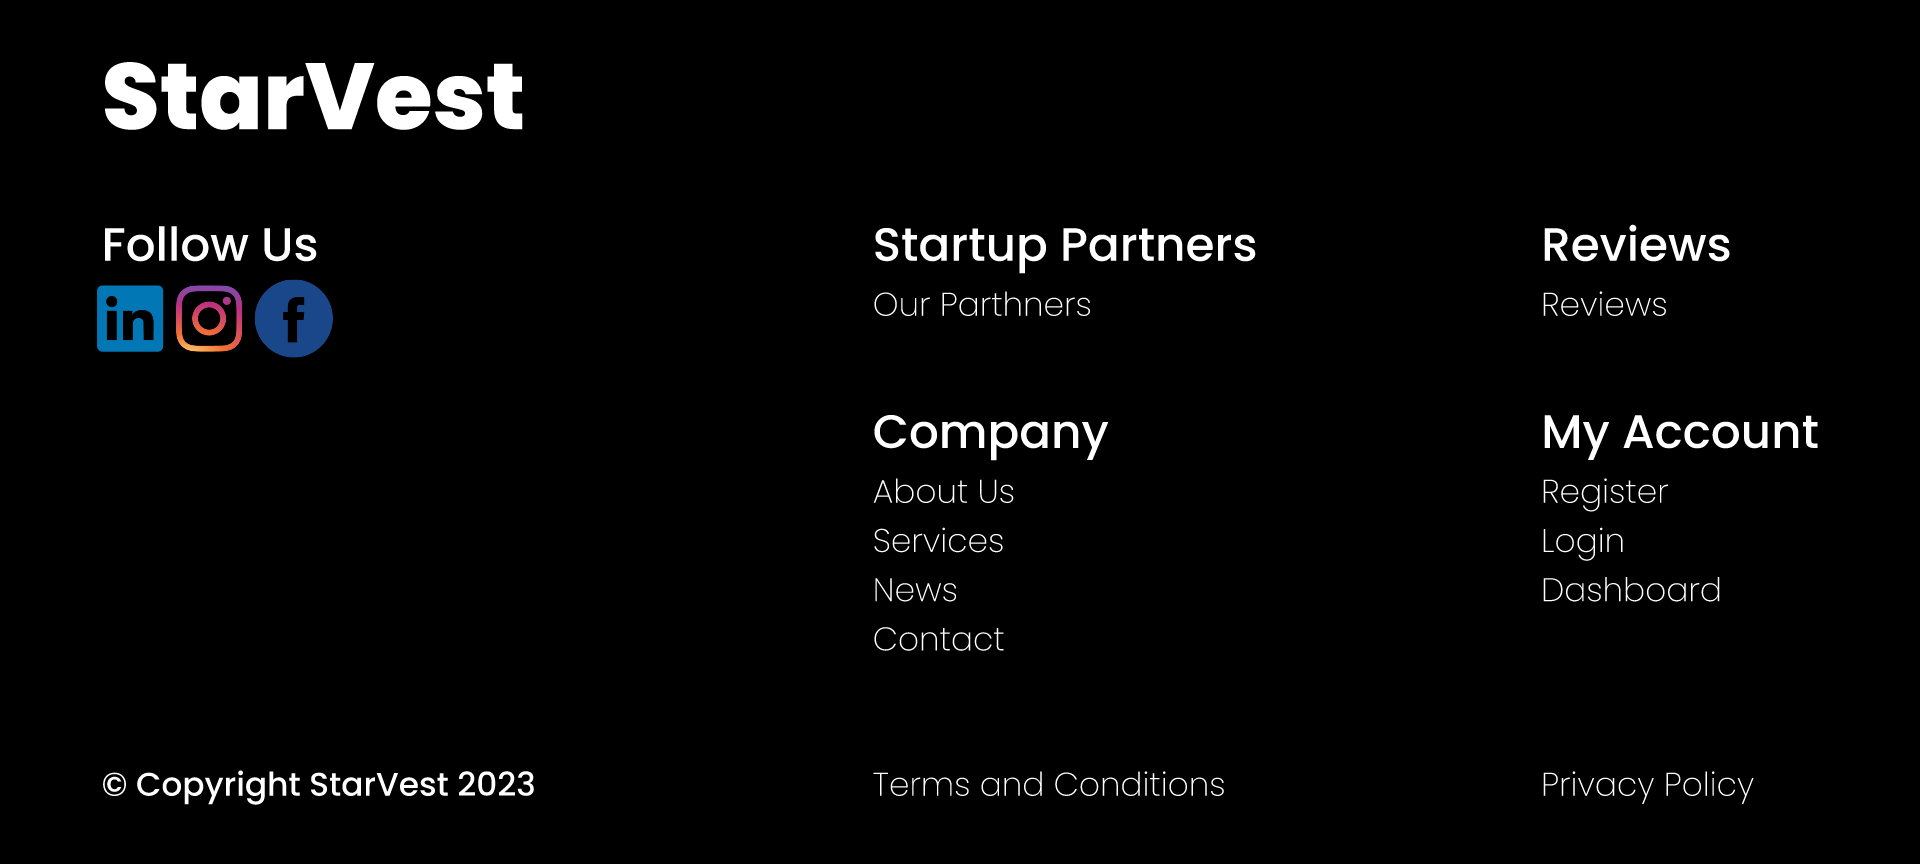 StarVest
Follow Us
in
f
Startup Partners
Our Parthners
Reviews
Reviews
Company
About Us
Services
News
Contact
My Account
Register
Login
Dashboard
© Copyright StarVest 2023
Terms and Conditions
Privacy Policy